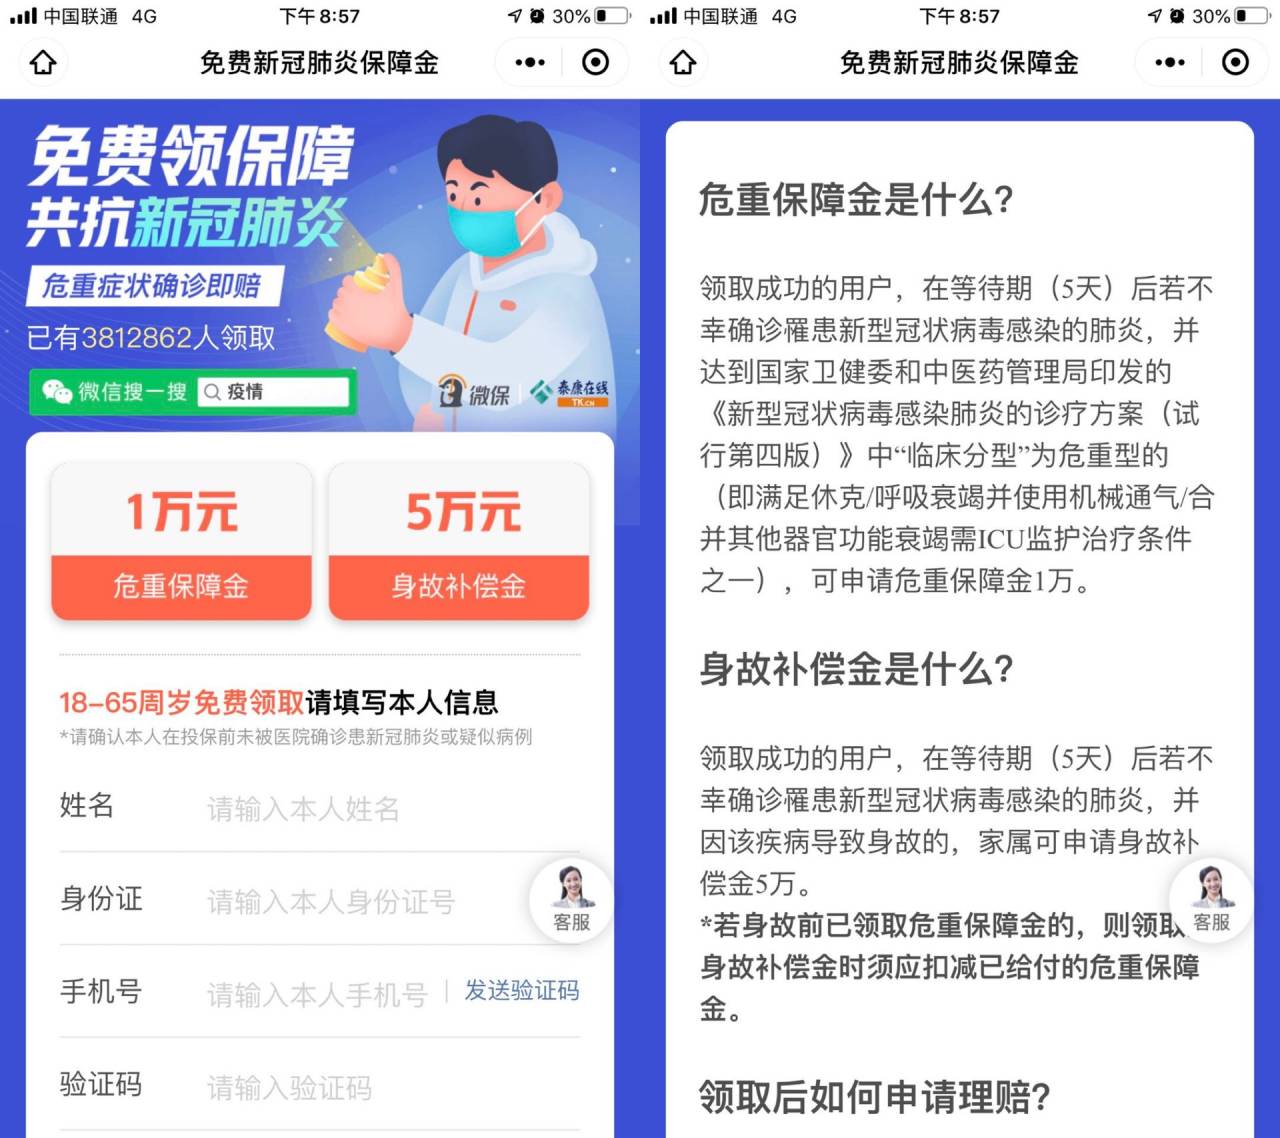 中国联通 4G 下午8:57 30%
免费新冠肺炎保障金
免费领保障
共抗新冠肺炎
危重症状确诊即赔
已有3812862人领取
微信搜一搜 疫情
微保 泰康在线
TK.CN
1万元
危重保障金
5万元
身故补偿金
18-65周岁免费领取请填写本人信息
*请确认本人在投保前未被医院确诊患新冠肺炎或疑似病例
姓名 请输入本人姓名
身份证 请输入本人身份证号
客服
手机号 请输入本人手机号 发送验证码
验证码 请输入验证码
中国联通 4G 下午8:57 30%
免费新冠肺炎保障金
危重保障金是什么?
领取成功的用户，在等待期（5天）后若不
幸确诊罹患新型冠状病毒感染的肺炎，并
达到国家卫健委和中医药管理局印发的
《新型冠状病毒感染肺炎的诊疗方案（试
行第四版）》中“临床分型”为危重型的
（即满足休克/呼吸衰竭并使用机械通气/合
并其他器官功能衰竭需ICU监护治疗条件
之一），可申请危重保障金1万。
身故补偿金是什么?
领取成功的用户，在等待期（5天）后若不
幸确诊罹患新型冠状病毒感染的肺炎，并
因该疾病导致身故的，家属可申请身故补
偿金5万。
*若身故前已领取危重保障金的，则领取
客服
身故补偿金时须应扣减已给付的危重保障
金。
领取后如何申请理赔?